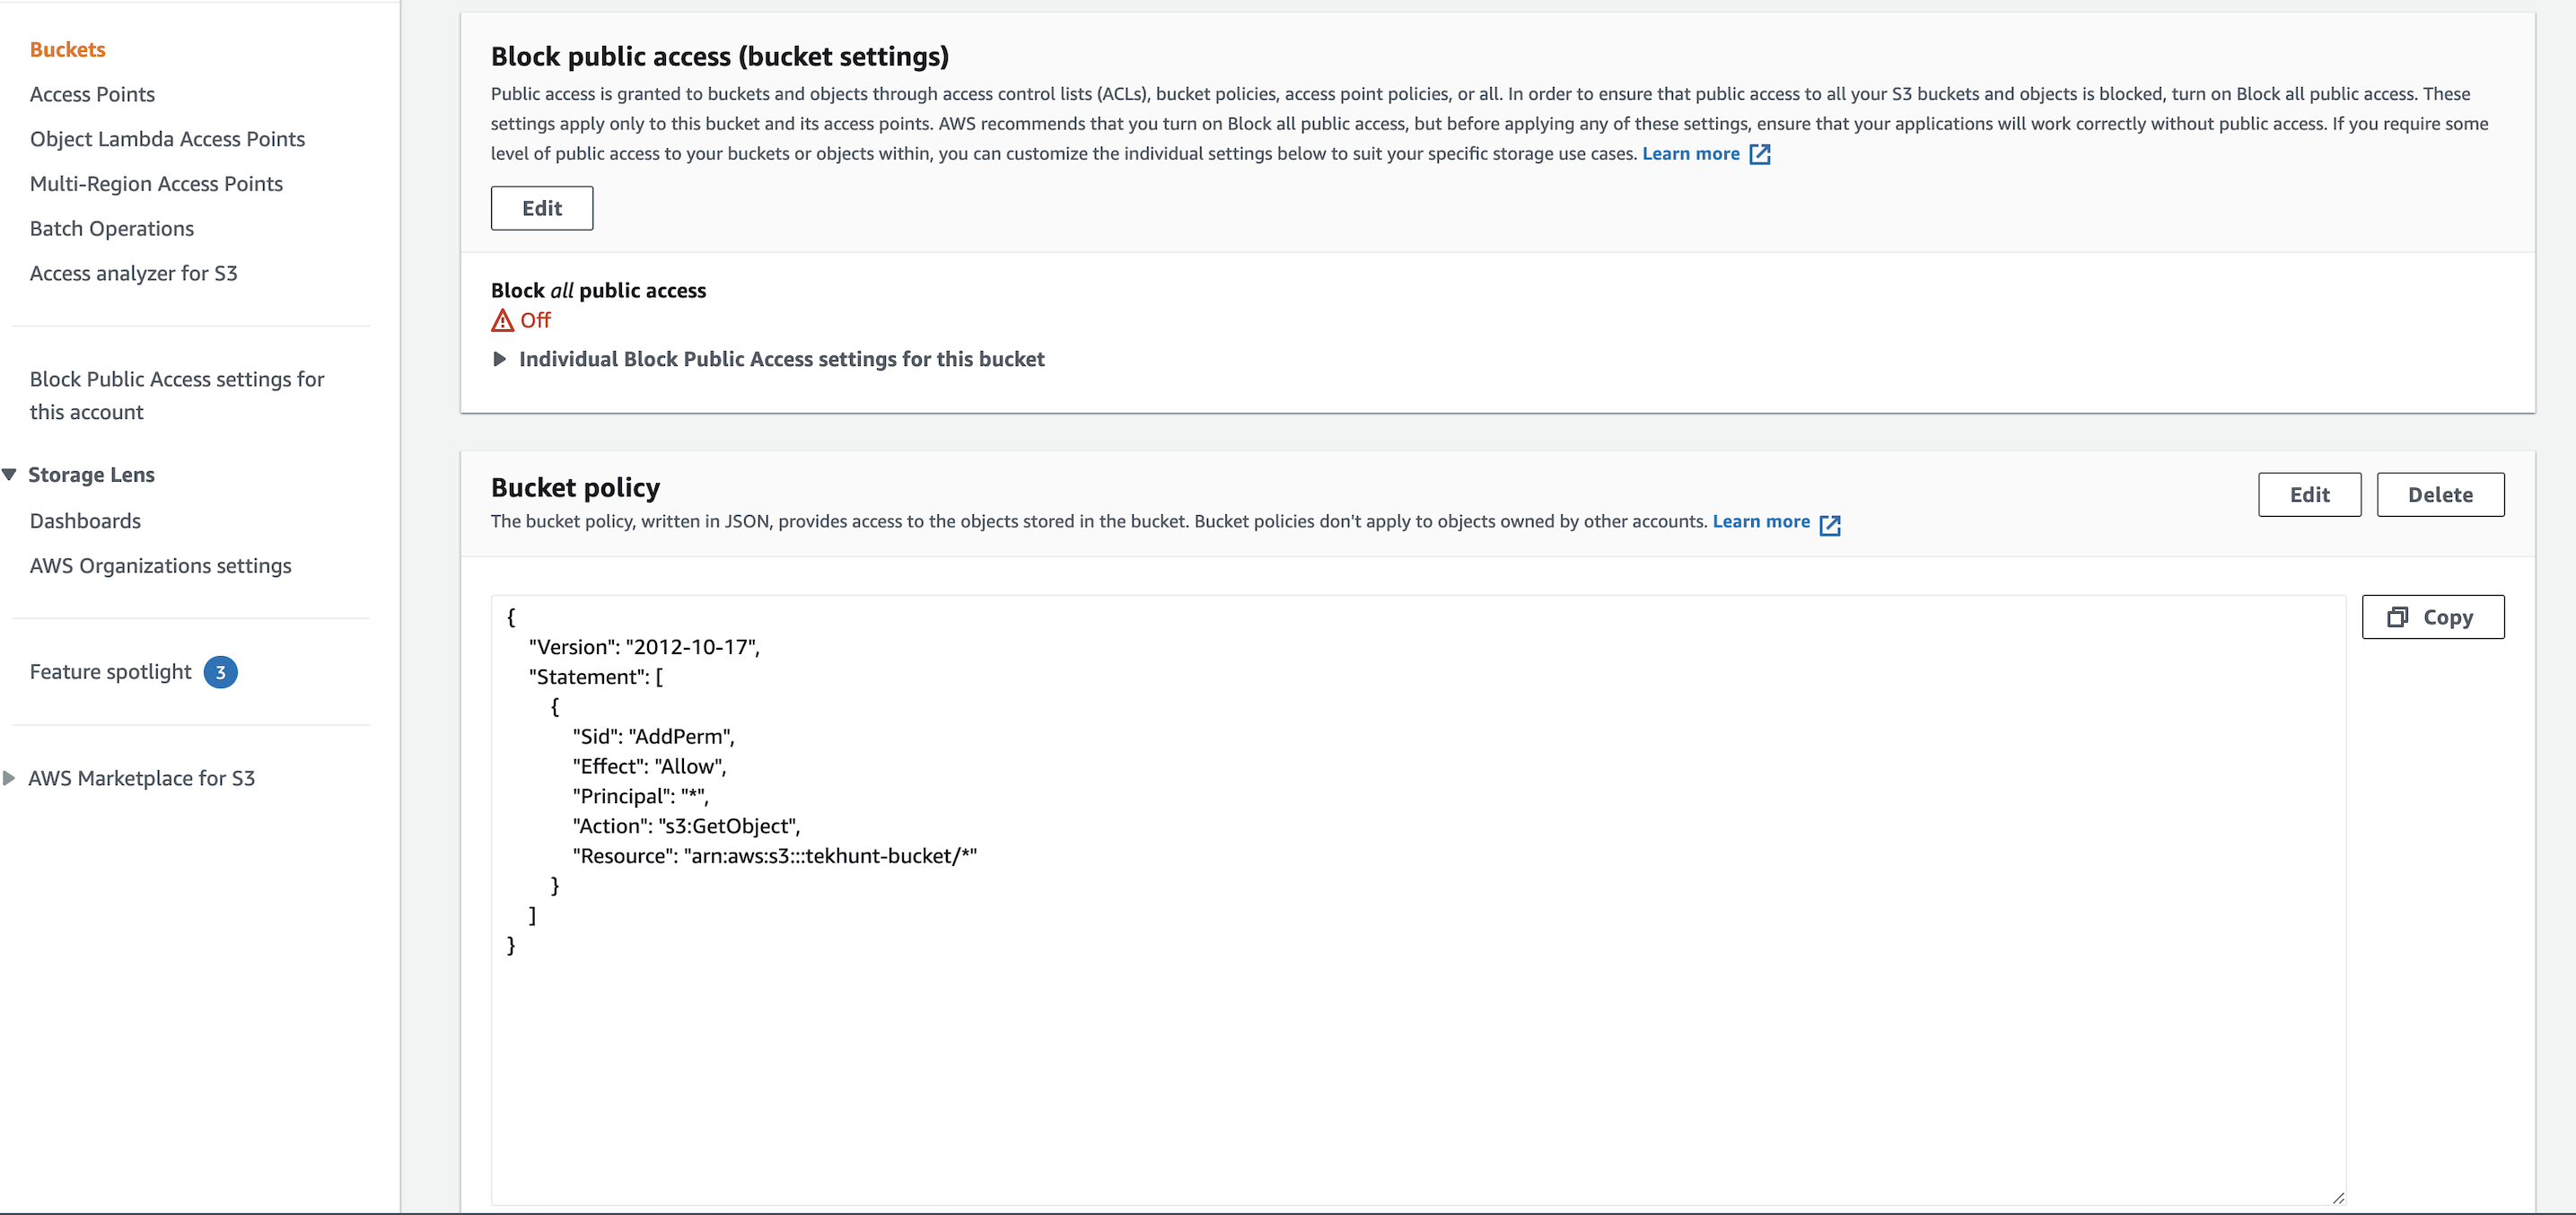 Buckets
Access Points
Object Lambda Access Points
Multi-Region Access Points
Batch Operations
Access analyzer for S3
Block Public Access settings for
this account
Storage Lens
Dashboards
AWS Organizations settings
Feature spotlight 3
AWS Marketplace for S3
Block public access (bucket settings)
Public access is granted to buckets and objects through access control lists (ACLs), bucket policies, access point policies, or all. In order to ensure that public access to all your S3 buckets and objects is blocked, turn on Block all public access. These
settings apply only to this bucket and its access points. AWS recommends that you turn on Block all public access, but before applying any of these settings, ensure that your applications will work correctly without public access. If you require some
level of public access to your buckets or objects within, you can customize the individual settings below to suit your specific storage use cases. Learn more
Edit
Block all public access
Off
Individual Block Public Access settings for this bucket
Bucket policy
Edit
Delete
The bucket policy, written in JSON, provides access to the objects stored in the bucket. Bucket policies don't apply to objects owned by other accounts. Learn more
Copy
{
"Version": "2012-10-17",
"Statement": [
{
"Sid": "AddPerm",
"Effect": "Allow",
"Principal": "*",
"Action": "s3:GetObject",
"Resource": "arn:aws:s3:::tekhunt-bucket/*"
}
]
}